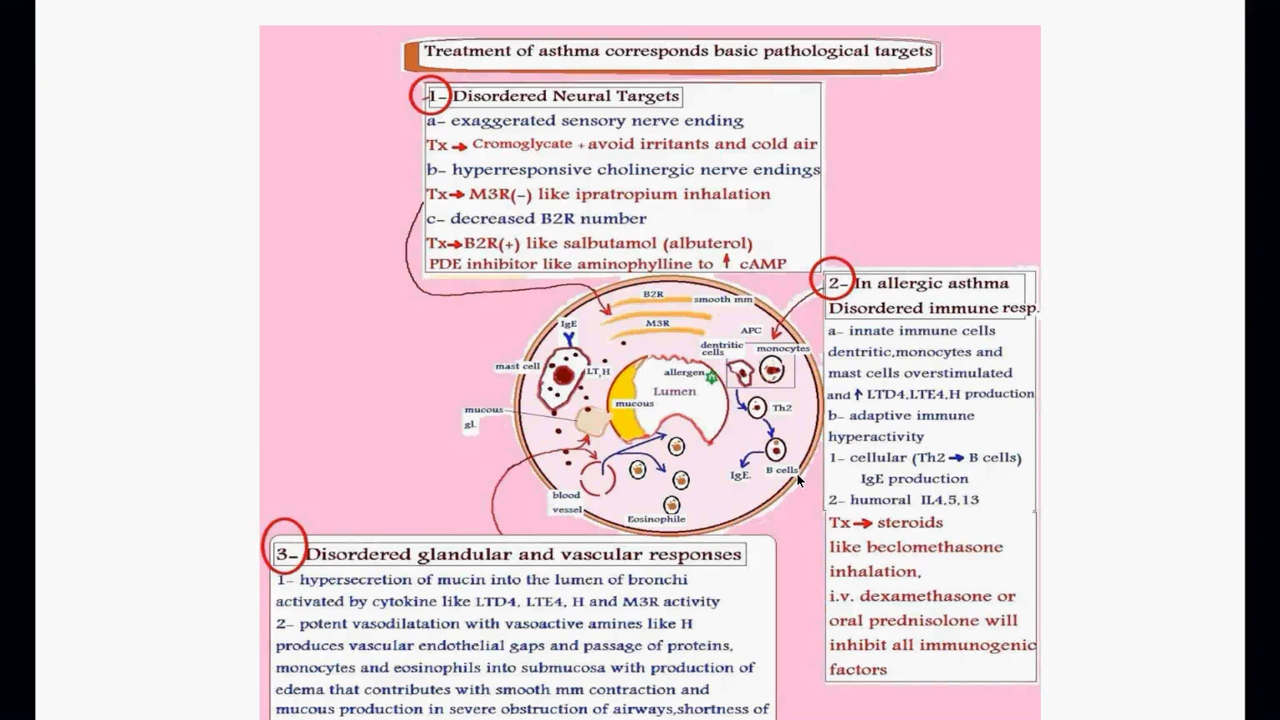 Treatment of asthma corresponds basic pathological targets
1- Disordered Neural Targets
a- exaggerated sensory nerve ending
Tx → Cromoglycate + avoid irritants and cold air
b- hyperresponsive cholinergic nerve endings
Tx→ M3R(-) like ipratropium inhalation
c- decreased B2R number
Tx→B2R(+) like salbutamol (albuterol)
PDE inhibitor like aminophylline to ↑ cAMP
2- In allergic asthma
Disordered immune resp.
a- innate immune cells
dentritic,monocytes and
mast cells overstimulated
and ↑ LTD4,LTE4,H production
b- adaptive immune
hyperactivity
1- cellular (Th2 → B cells)
IgE production
2- humoral IL4,5,13
Tx→ steroids
like beclomethasone
inhalation,
i.v. dexamethasone or
oral prednisolone will
inhibit all immunogenic
factors
B2R
smooth mm
M3R
IgE
APC
dentritic
cells
monocytes
mast cell
LT,H
allergen
Lumen
mucous
Th2
mucous
gl.
IgE.
B cells
blood
vessel
Eosinophile
3- Disordered glandular and vascular responses
1- hypersecretion of mucin into the lumen of bronchi
activated by cytokine like LTD4, LTE4, H and M3R activity
2- potent vasodilatation with vasoactive amines like H
produces vascular endothelial gaps and passage of proteins,
monocytes and eosinophils into submucosa with production of
edema that contributes with smooth mm contraction and
mucous production in severe obstruction of airways,shortness of